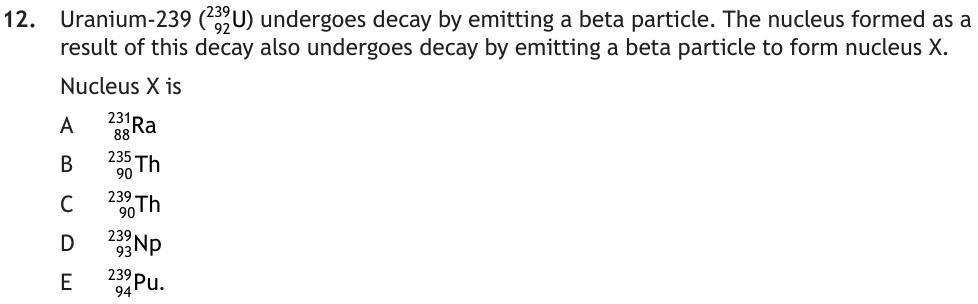 12. Uranium-239 (²³⁹₉₂U) undergoes decay by emitting a beta particle. The nucleus formed as a
result of this decay also undergoes decay by emitting a beta particle to form nucleus X.
Nucleus X is
A ²³¹₈₈Ra
B ²³⁵₉₀Th
C ²³⁹₉₀Th
D ²³⁹₉₃Np
E ²³⁹₉₄Pu.